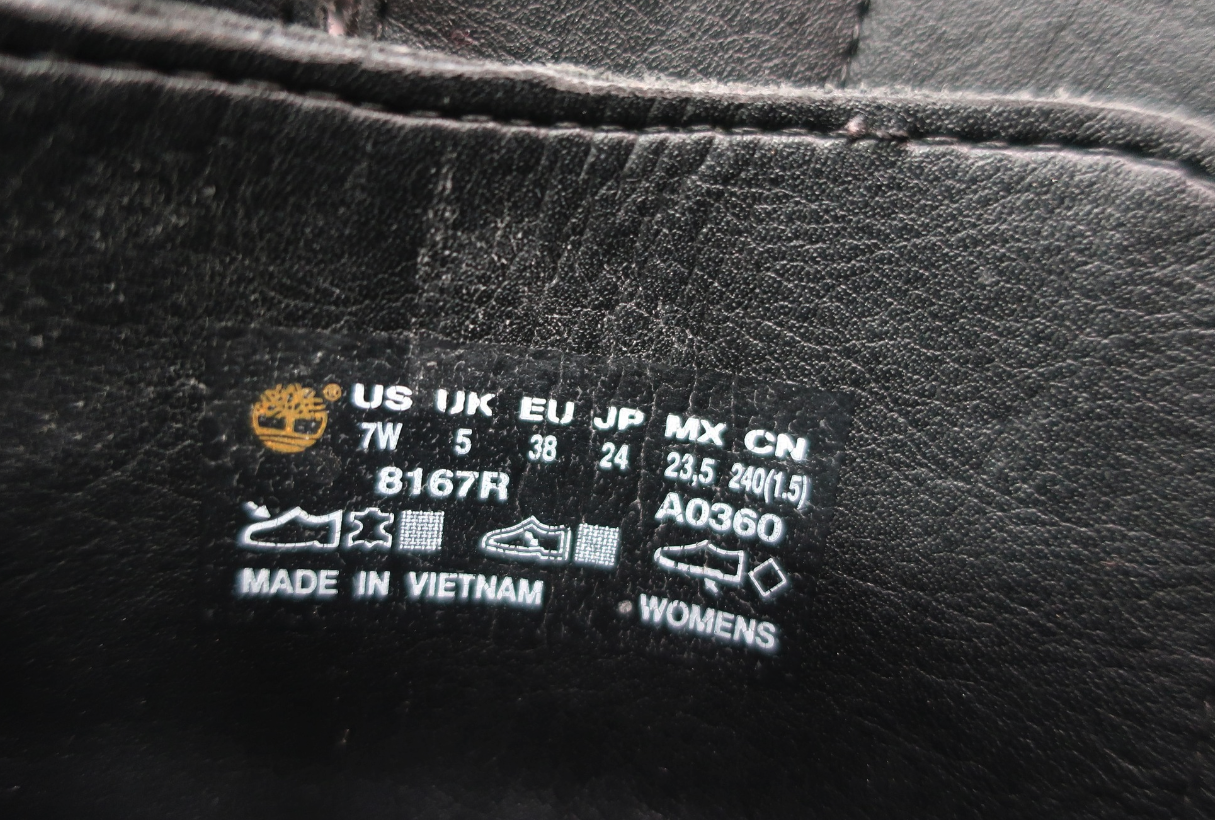 ® US UK EU JP MX CN
7W 5 38 24 23,5 240(1.5)
8167R A0360
MADE IN VIETNAM WOMENS